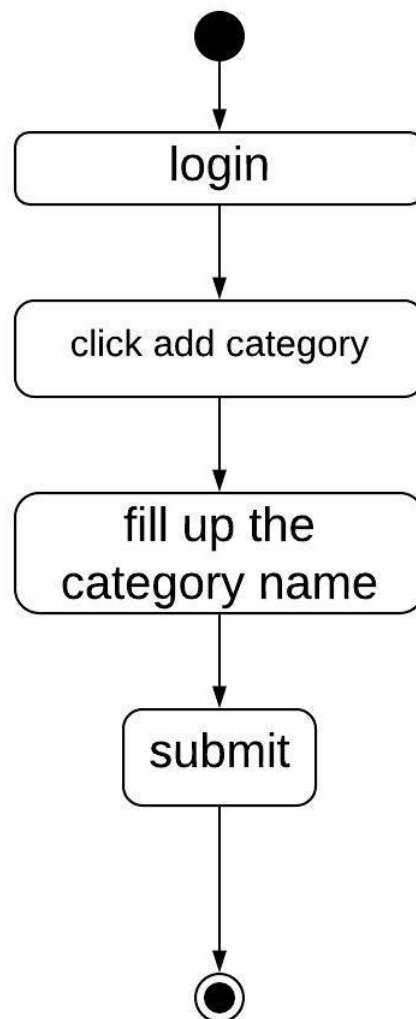 login
click add category
fill up the
category name
submit